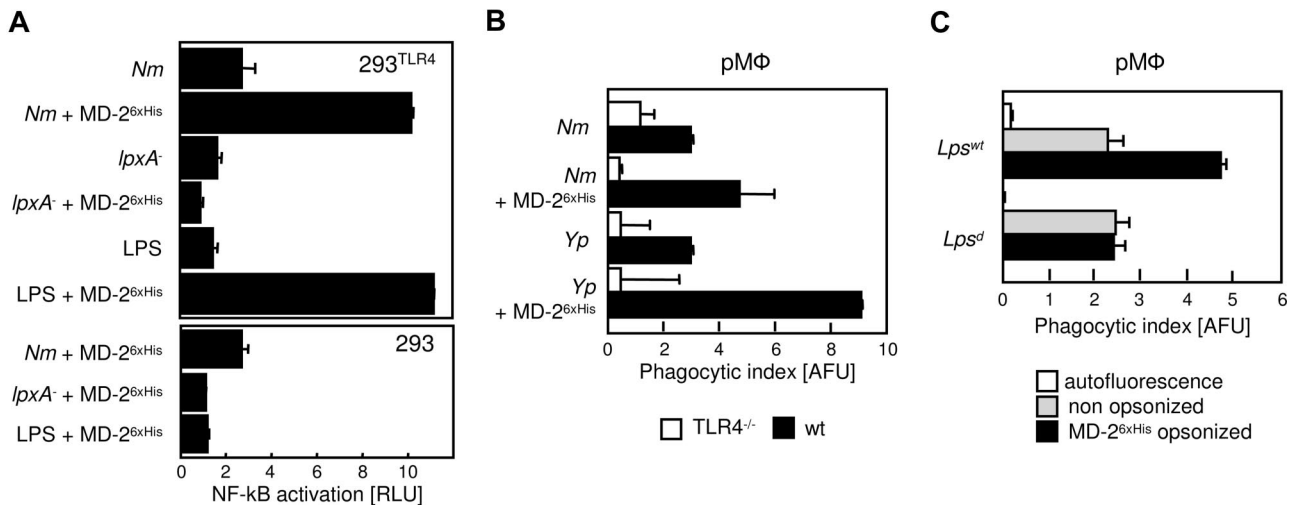 A
293TLR4
Nm
Nm + MD-26xHis
lpxA-
lpxA- + MD-26xHis
LPS
LPS + MD-26xHis
293
Nm + MD-26xHis
lpxA- + MD-26xHis
LPS + MD-26xHis
0 2 4 6 8 10
NF-kB activation [RLU]
B
pMΦ
Nm
Nm
+ MD-26xHis
Yp
Yp
+ MD-26xHis
0 2 4 6 8 10
Phagocytic index [AFU]
TLR4-/- wt
C
pMΦ
Lpswt
Lpsd
0 1 2 3 4 5 6
Phagocytic index [AFU]
autofluorescence
non opsonized
MD-26xHis opsonized